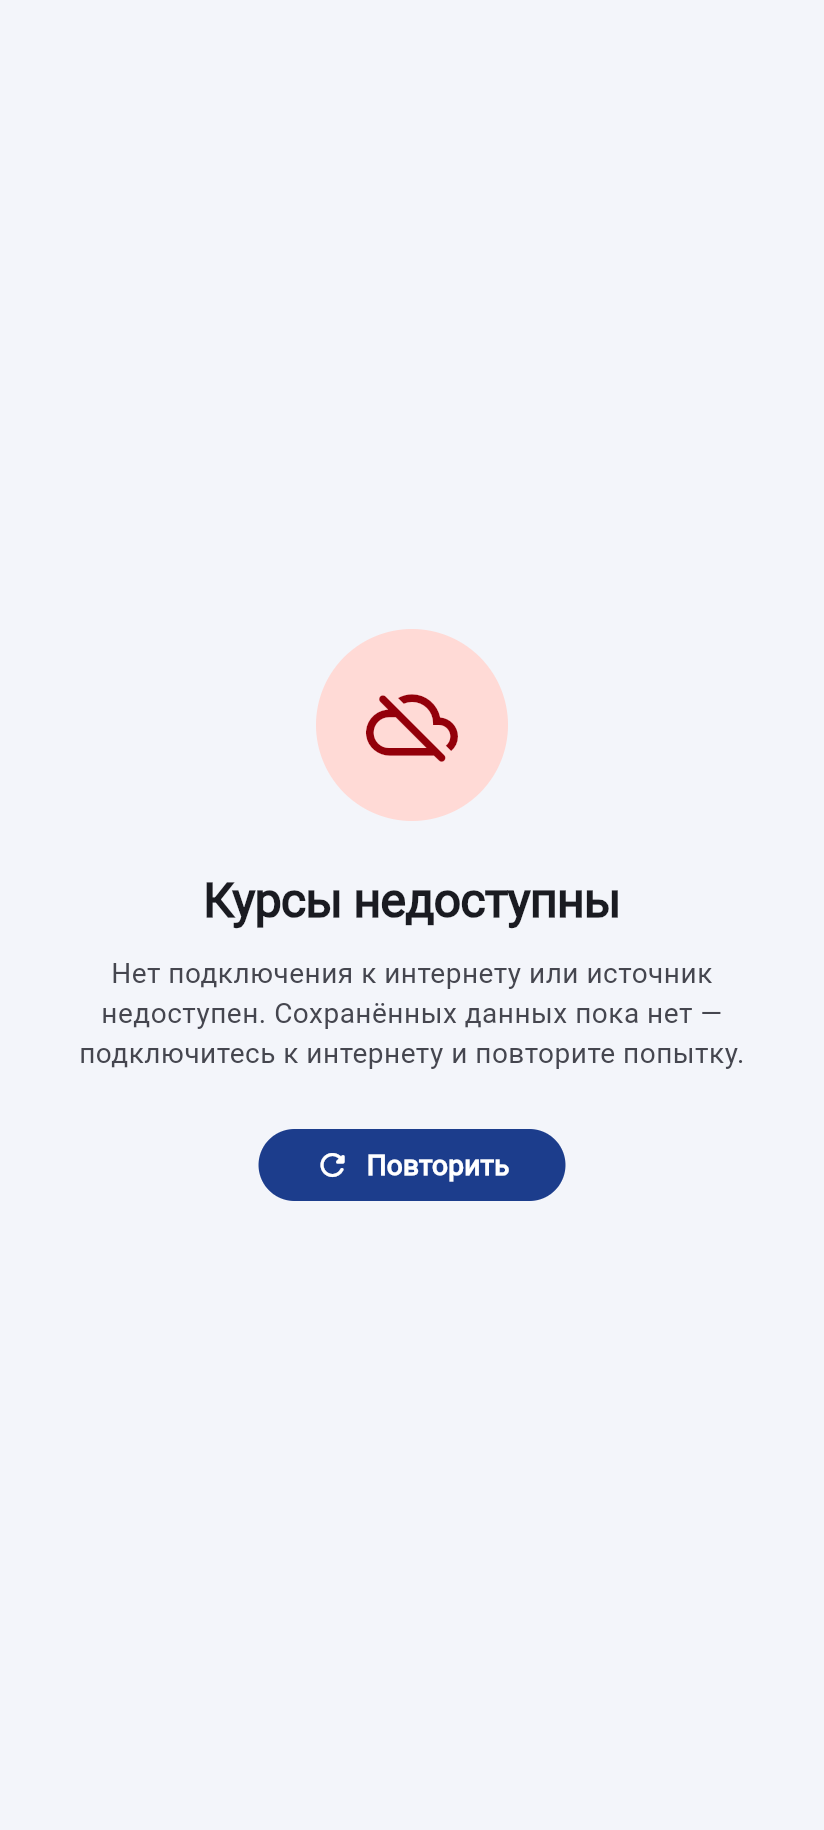 Курсы недоступны
Нет подключения к интернету или источник
недоступен. Сохранённых данных пока нет —
подключитесь к интернету и повторите попытку.
Повторить